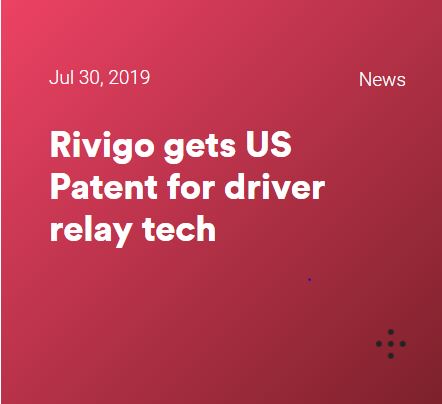 Jul 30, 2019
News
Rivigo gets US
Patent for driver
relay tech